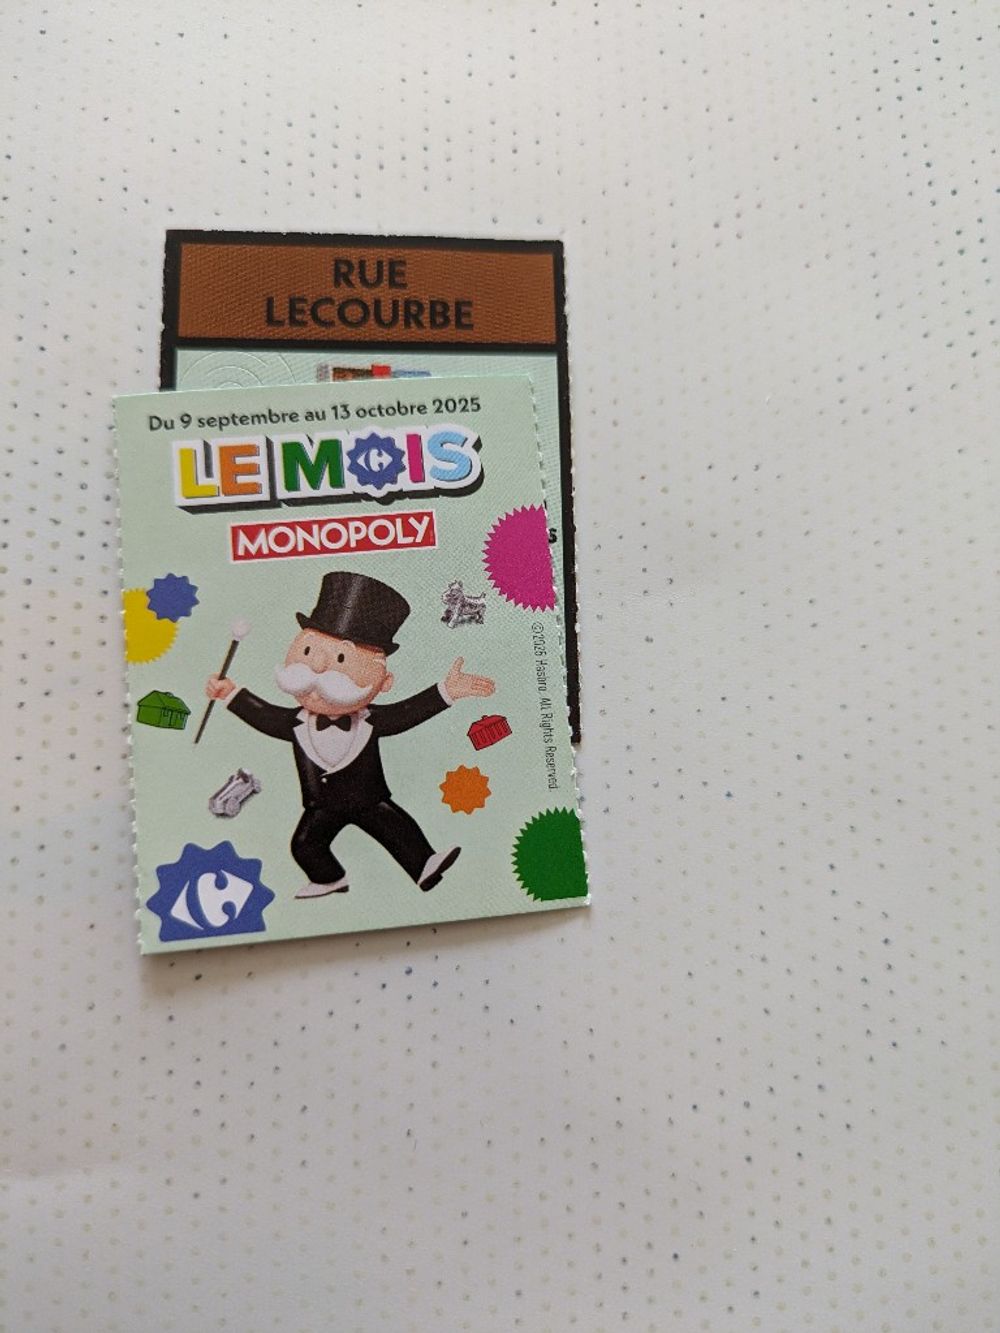 RUE
LECOURBE
Du 9 septembre au 13 octobre 2025
LE MOIS
MONOPOLY
s
©2025 Hasbro. All Rights Reserved.